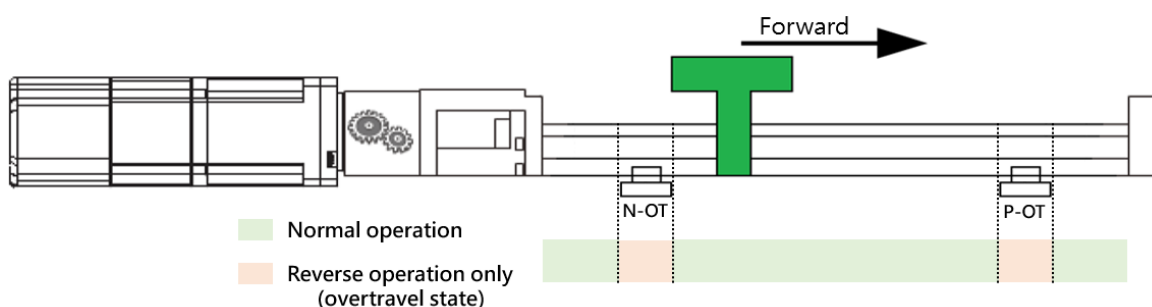 Forward
N-OT
P-OT
Normal operation
Reverse operation only
(overtravel state)